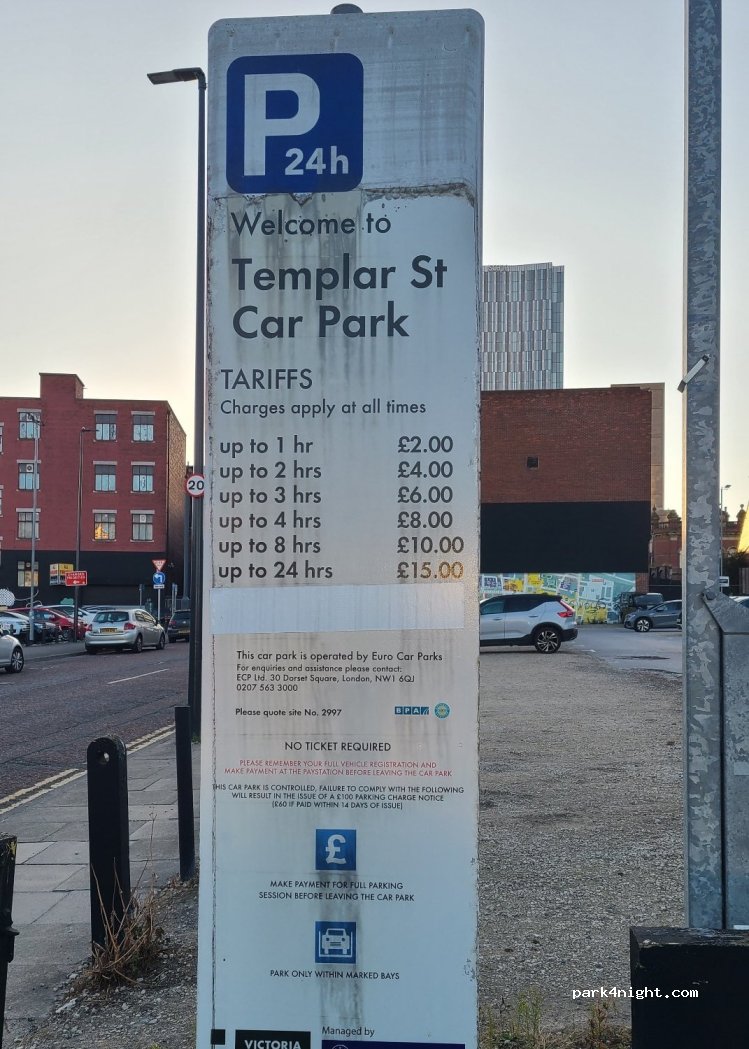 P
24h
Welcome to
Templar St
Car Park
TARIFFS
Charges apply at all times
up to 1 hr £2.00
up to 2 hrs £4.00
up to 3 hrs £6.00
up to 4 hrs £8.00
up to 8 hrs £10.00
up to 24 hrs £15.00
20
This car park is operated by Euro Car Parks
For enquiries and assistance please contact:
ECP Ltd. 30 Dorset Square, London, NW1 6QJ
0207 563 3000
Please quote site No. 2997
BPA
NO TICKET REQUIRED
PLEASE REMEMBER YOUR FULL VEHICLE REGISTRATION AND
MAKE PAYMENT AT THE PAYSTATION BEFORE LEAVING THE CAR PARK
THIS CAR PARK IS CONTROLLED, FAILURE TO COMPLY WITH THE FOLLOWING
WILL RESULT IN THE ISSUE OF A £100 PARKING CHARGE NOTICE
(£60 IF PAID WITHIN 14 DAYS OF ISSUE)
£
MAKE PAYMENT FOR FULL PARKING
SESSION BEFORE LEAVING THE CAR PARK
PARK ONLY WITHIN MARKED BAYS
park4night.com
Managed by
VICTORIA